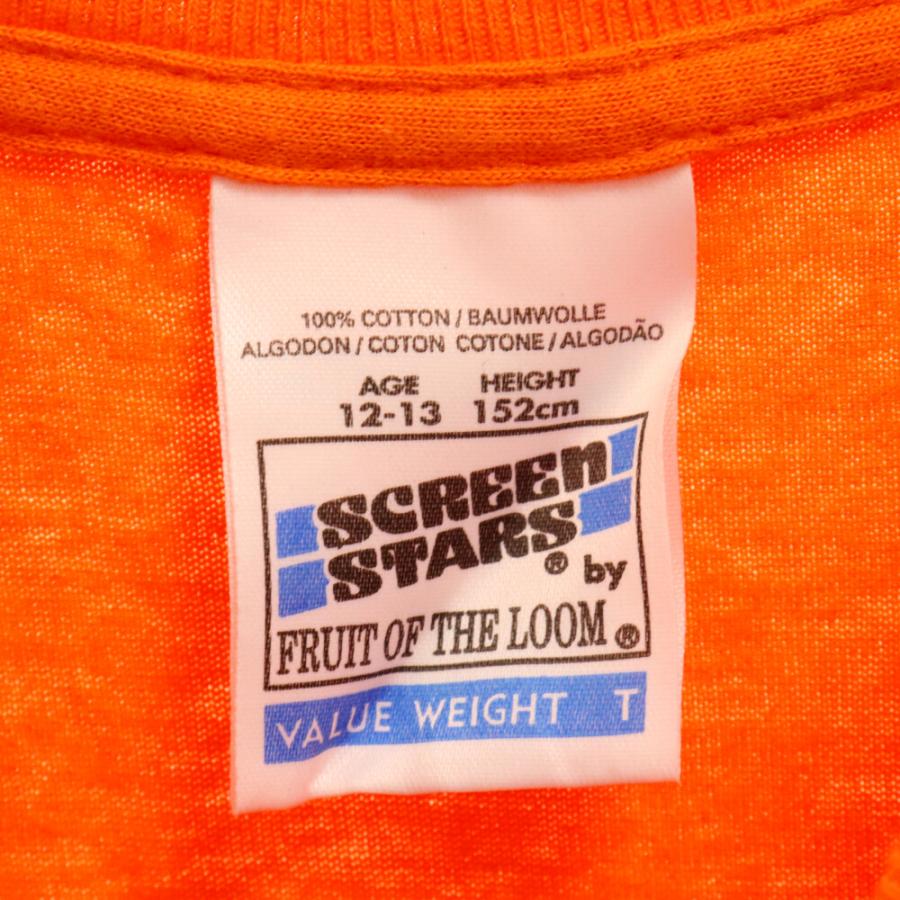 100% COTTON / BAUMWOLLE
ALGODON / COTON COTONE / ALGODÃO
AGE HEIGHT
12-13 152cm
SCREEN
STARS® by
FRUIT OF THE LOOM®
VALUE WEIGHT T